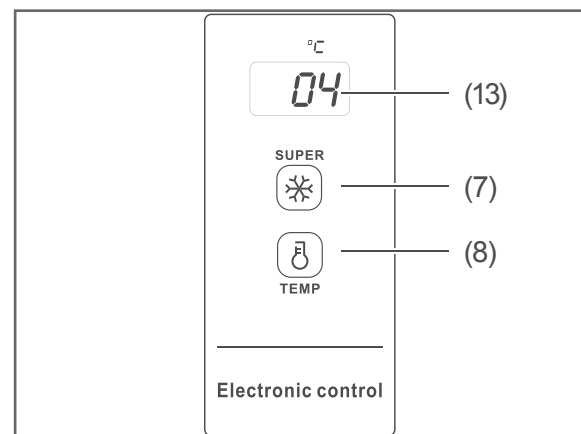 °C
04
(13)
SUPER
(7)
(8)
TEMP
Electronic control